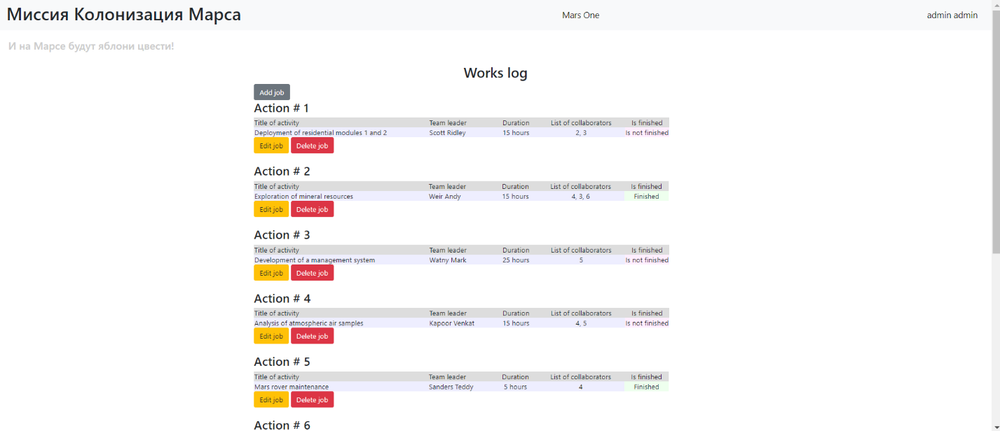 Миссия Колонизация Марса Mars One admin admin
И на Марсе будут яблони цвести!
Works log
Add job
Action # 1
Title of activity Team leader Duration List of collaborators Is finished
Deployment of residential modules 1 and 2 Scott Ridley 15 hours 2, 3 Is not finished
Edit job Delete job
Action # 2
Title of activity Team leader Duration List of collaborators Is finished
Exploration of mineral resources Weir Andy 15 hours 4, 3, 6 Finished
Edit job Delete job
Action # 3
Title of activity Team leader Duration List of collaborators Is finished
Development of a management system Watny Mark 25 hours 5 Is not finished
Edit job Delete job
Action # 4
Title of activity Team leader Duration List of collaborators Is finished
Analysis of atmospheric air samples Kapoor Venkat 15 hours 4, 5 Is not finished
Edit job Delete job
Action # 5
Title of activity Team leader Duration List of collaborators Is finished
Mars rover maintenance Sanders Teddy 5 hours 4 Finished
Edit job Delete job
Action # 6